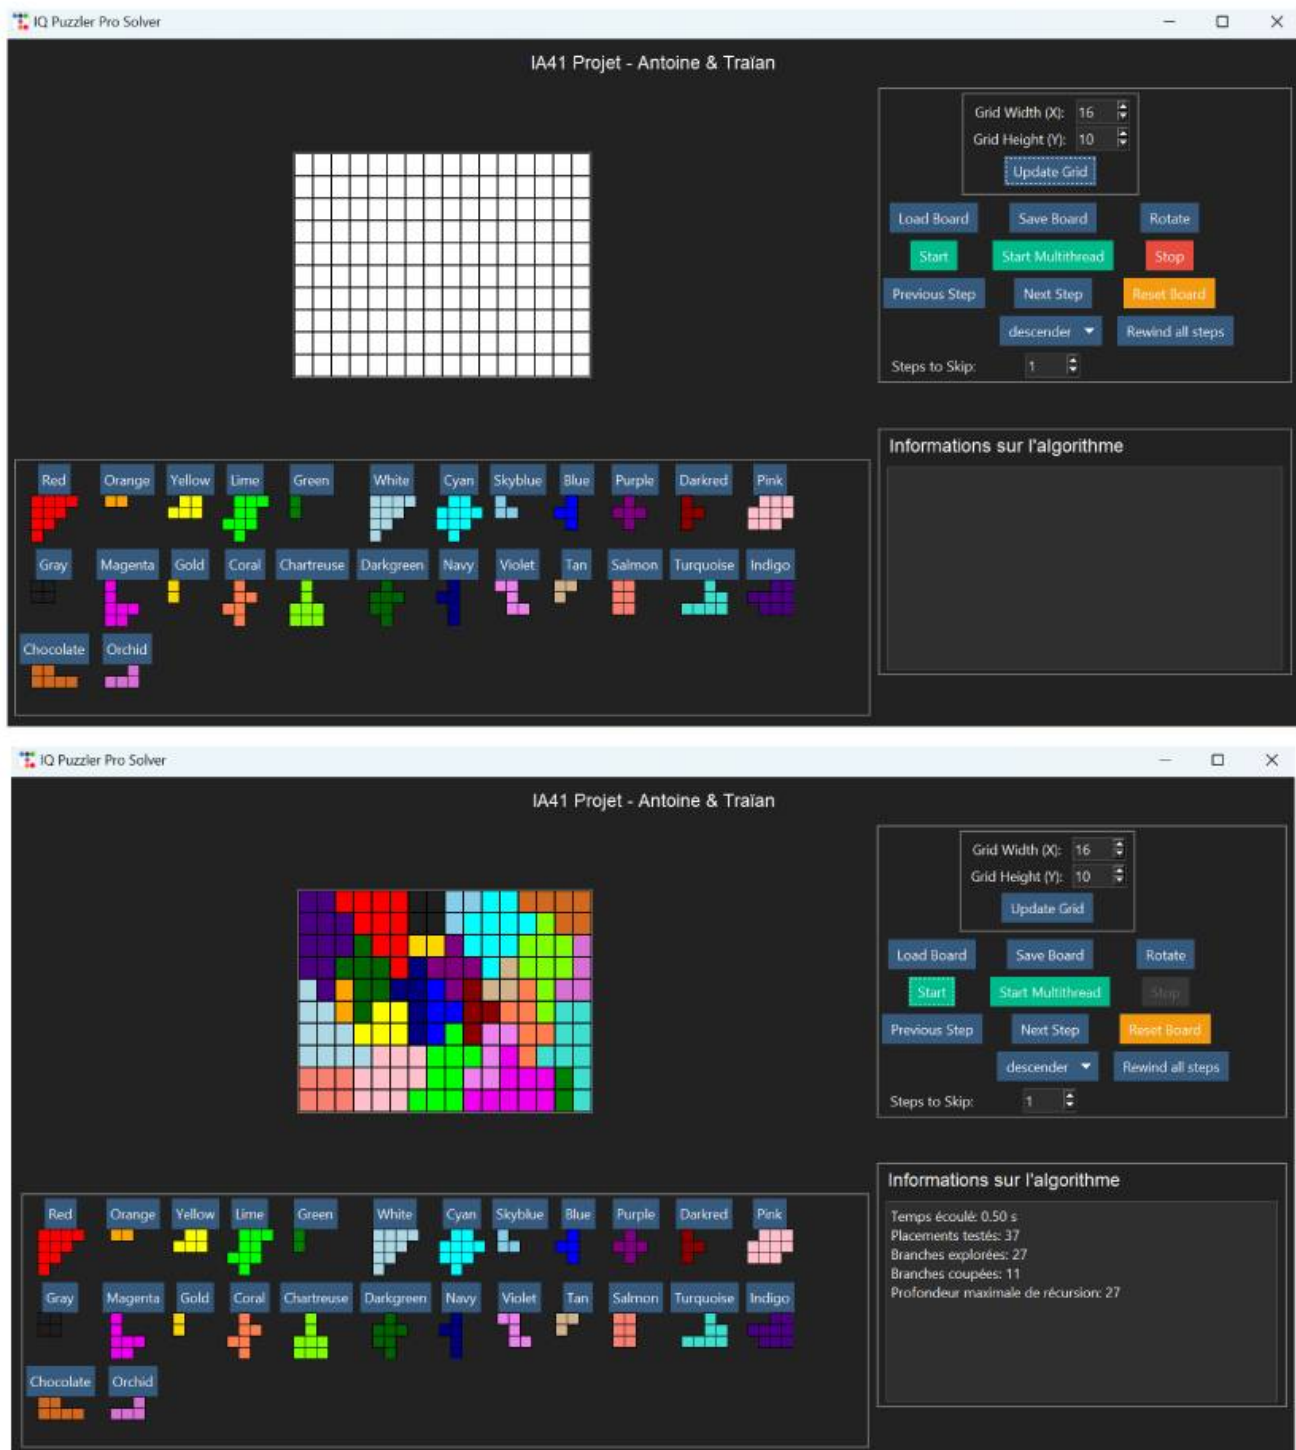 IQ Puzzler Pro Solver
IA41 Projet - Antoine & Traïan
Grid Width (X): 16
Grid Height (Y): 10
Update Grid
Load Board Save Board Rotate
Start Start Multithread Stop
Previous Step Next Step Reset Board
descender Rewind all steps
Steps to Skip: 1
Informations sur l'algorithme
Red Orange Yellow Lime Green White Cyan Skyblue Blue Purple Darkred Pink
Gray Magenta Gold Coral Chartreuse Darkgreen Navy Violet Tan Salmon Turquoise Indigo
Chocolate Orchid
IQ Puzzler Pro Solver
IA41 Projet - Antoine & Traïan
Grid Width (X): 16
Grid Height (Y): 10
Update Grid
Load Board Save Board Rotate
Start Start Multithread Stop
Previous Step Next Step Reset Board
descender Rewind all steps
Steps to Skip: 1
Informations sur l'algorithme
Temps écoulé: 0.50 s
Placements testés: 37
Branches explorées: 27
Branches coupées: 11
Profondeur maximale de récursion: 27
Red Orange Yellow Lime Green White Cyan Skyblue Blue Purple Darkred Pink
Gray Magenta Gold Coral Chartreuse Darkgreen Navy Violet Tan Salmon Turquoise Indigo
Chocolate Orchid